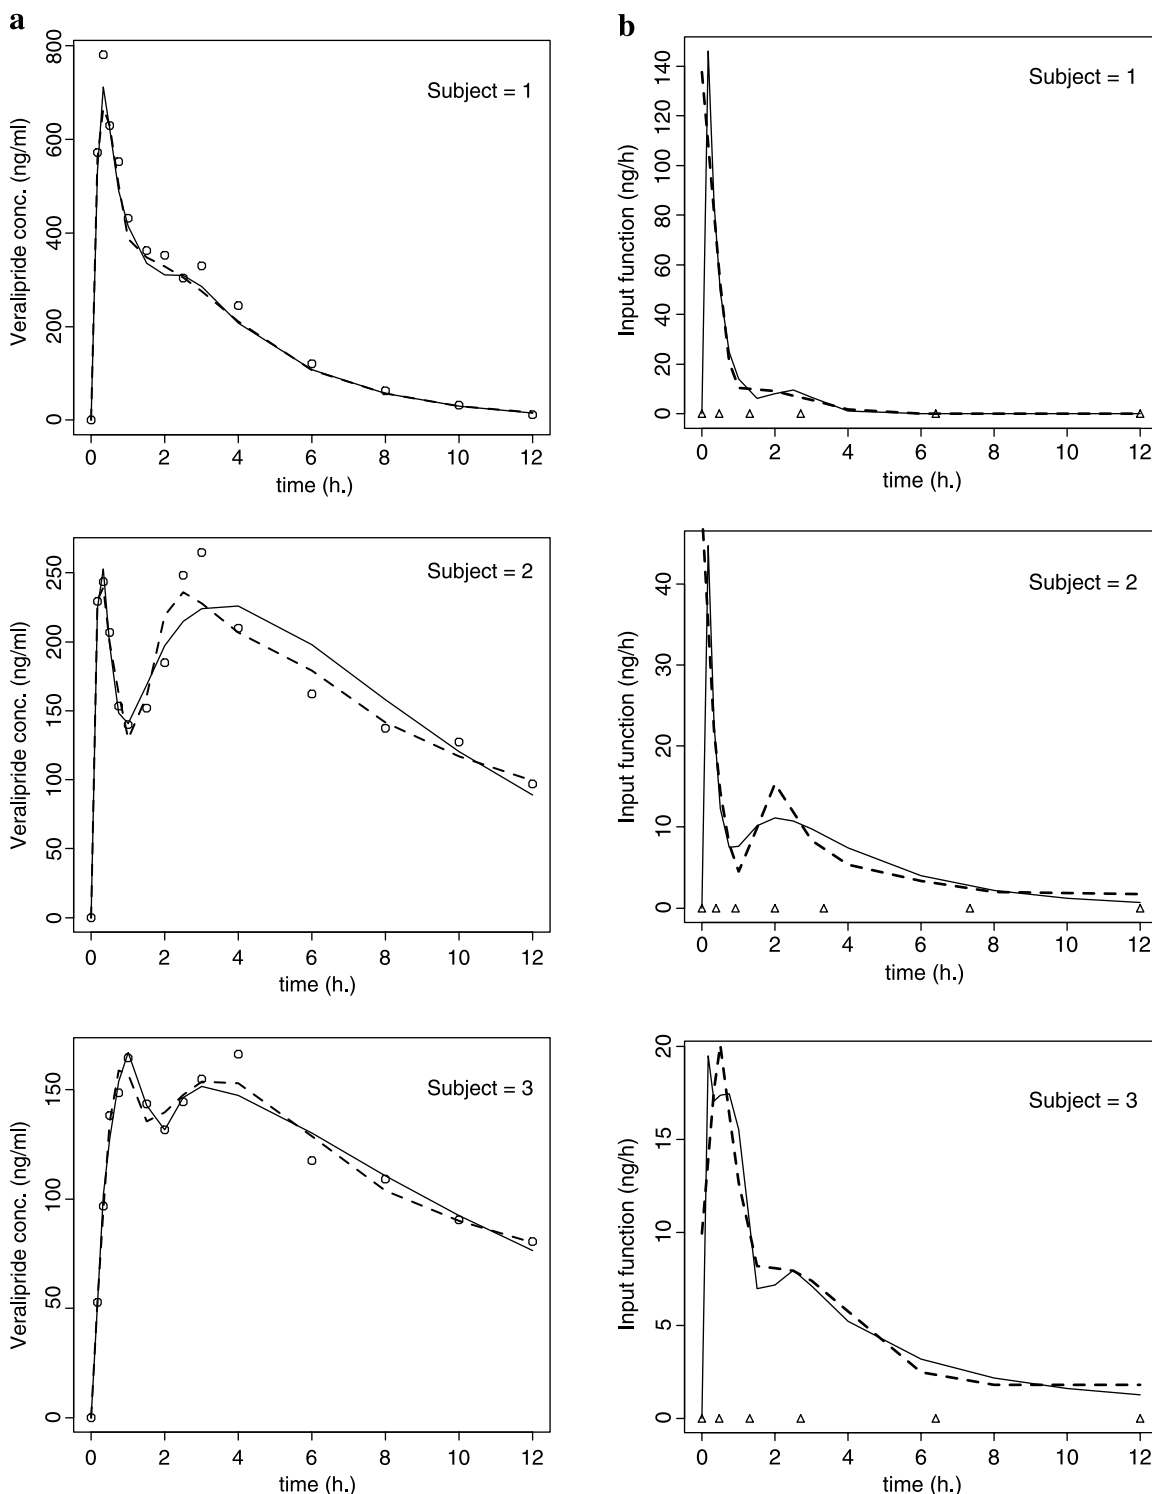 a
Veralipride conc. (ng/ml)
800
600
400
200
0
Subject = 1
0 2 4 6 8 10 12
time (h.)
b
Input function (ng/h)
140
120
100
80
60
40
20
0
Subject = 1
0 2 4 6 8 10 12
time (h.)
Veralipride conc. (ng/ml)
250
200
150
100
50
0
Subject = 2
0 2 4 6 8 10 12
time (h.)
Input function (ng/h)
40
30
20
10
0
Subject = 2
0 2 4 6 8 10 12
time (h.)
Veralipride conc. (ng/ml)
150
100
50
0
Subject = 3
0 2 4 6 8 10 12
time (h.)
Input function (ng/h)
20
15
10
5
0
Subject = 3
0 2 4 6 8 10 12
time (h.)